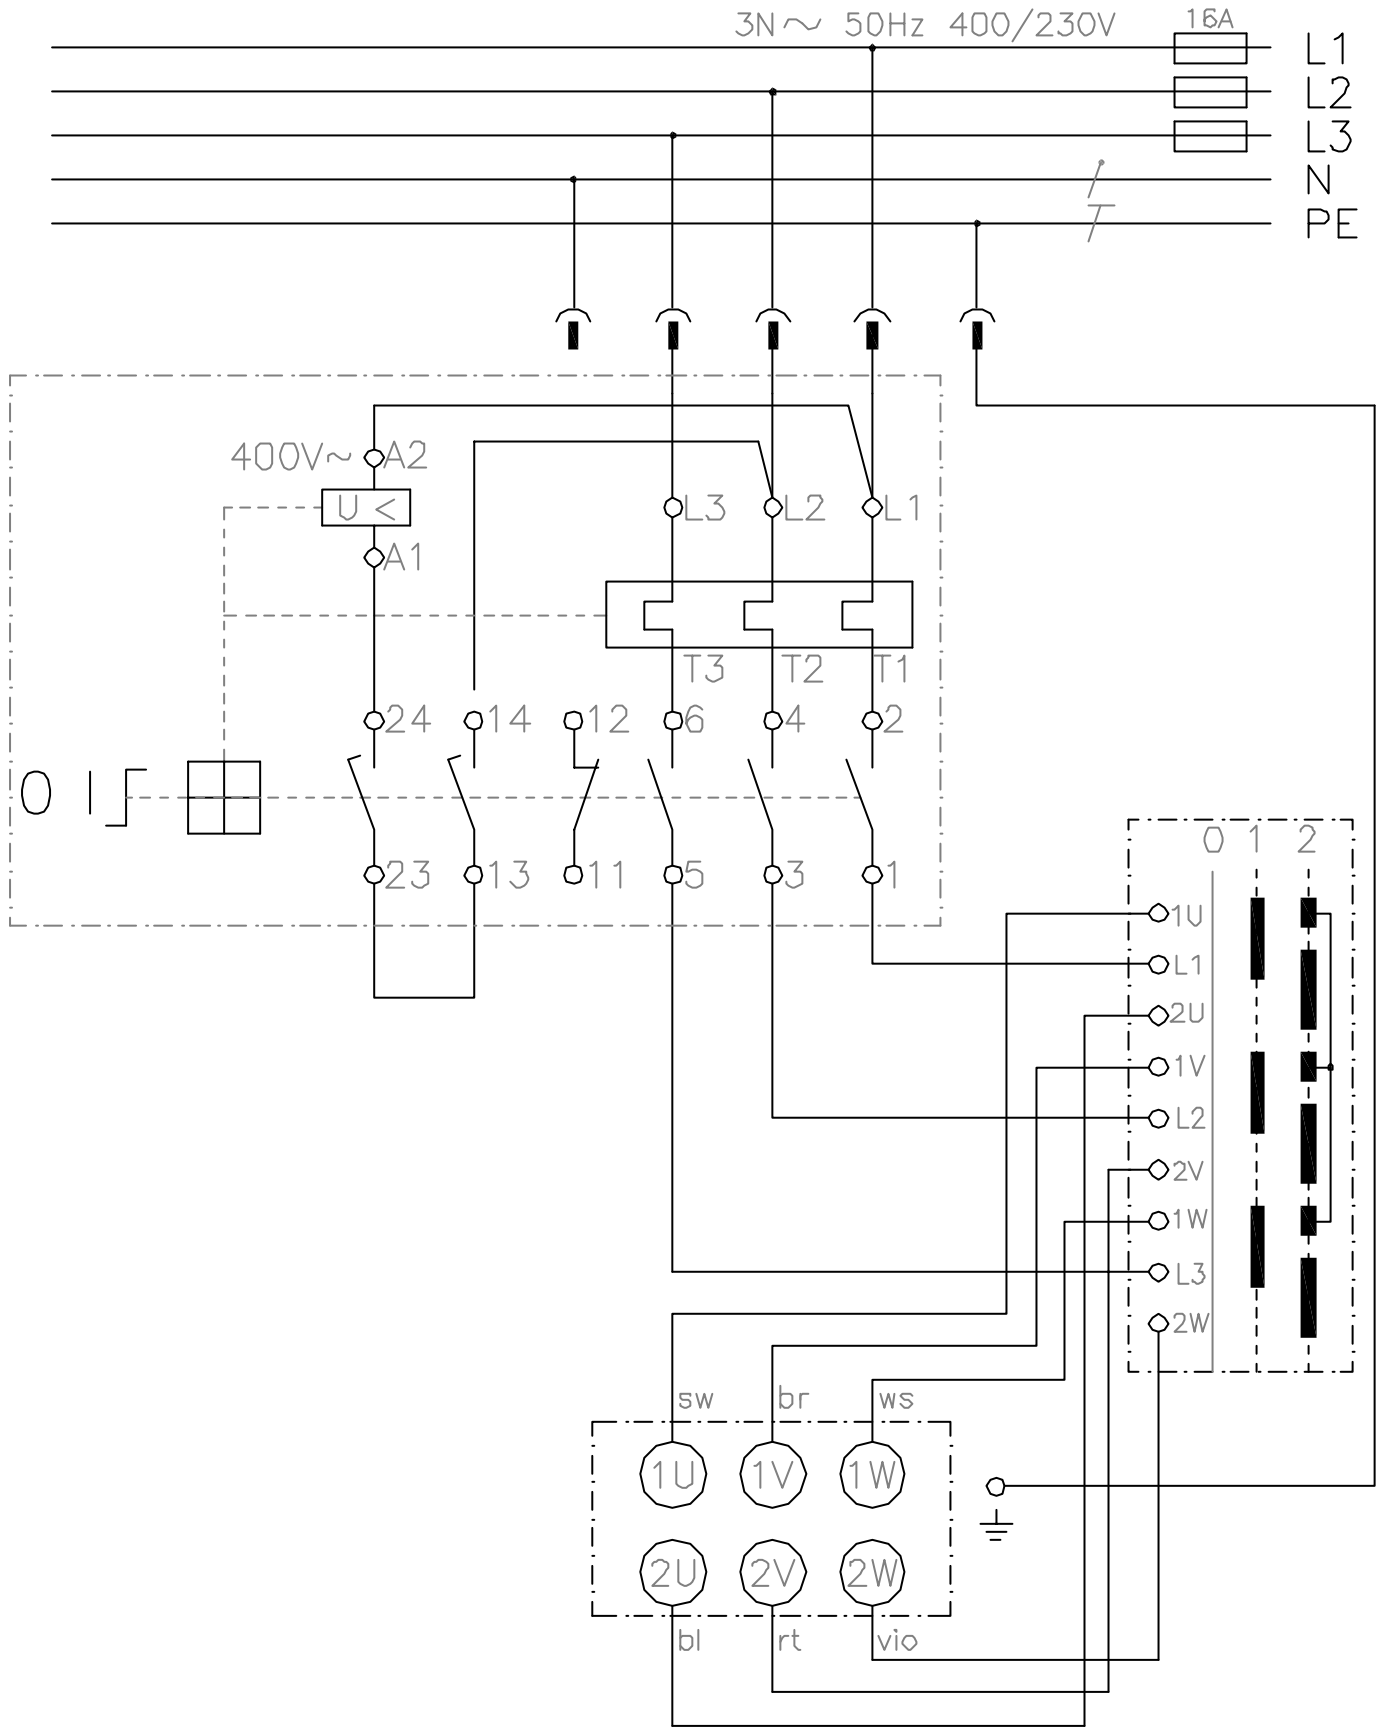 3N～ 50Hz 400/230V 16A L1
L2
L3
N
PE
400V～ A2
U <
L3 L2 L1
A1
T3 T2 T1
24 14 12 6 4 2
0 I
23 13 11 5 3 1
0 1 2
1U
L1
2U
1V
L2
2V
1W
L3
2W
sw br ws
1U 1V 1W
2U 2V 2W
bl rt vio